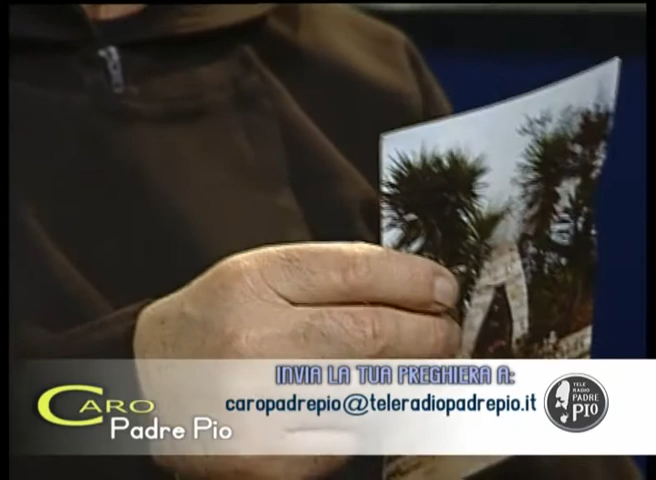 INVIA LA TUA PREGHIERA A:
caropadrepio@teleradiopadrepio.it
CARO
Padre Pio
TELE
RADIO
PADRE
PIO